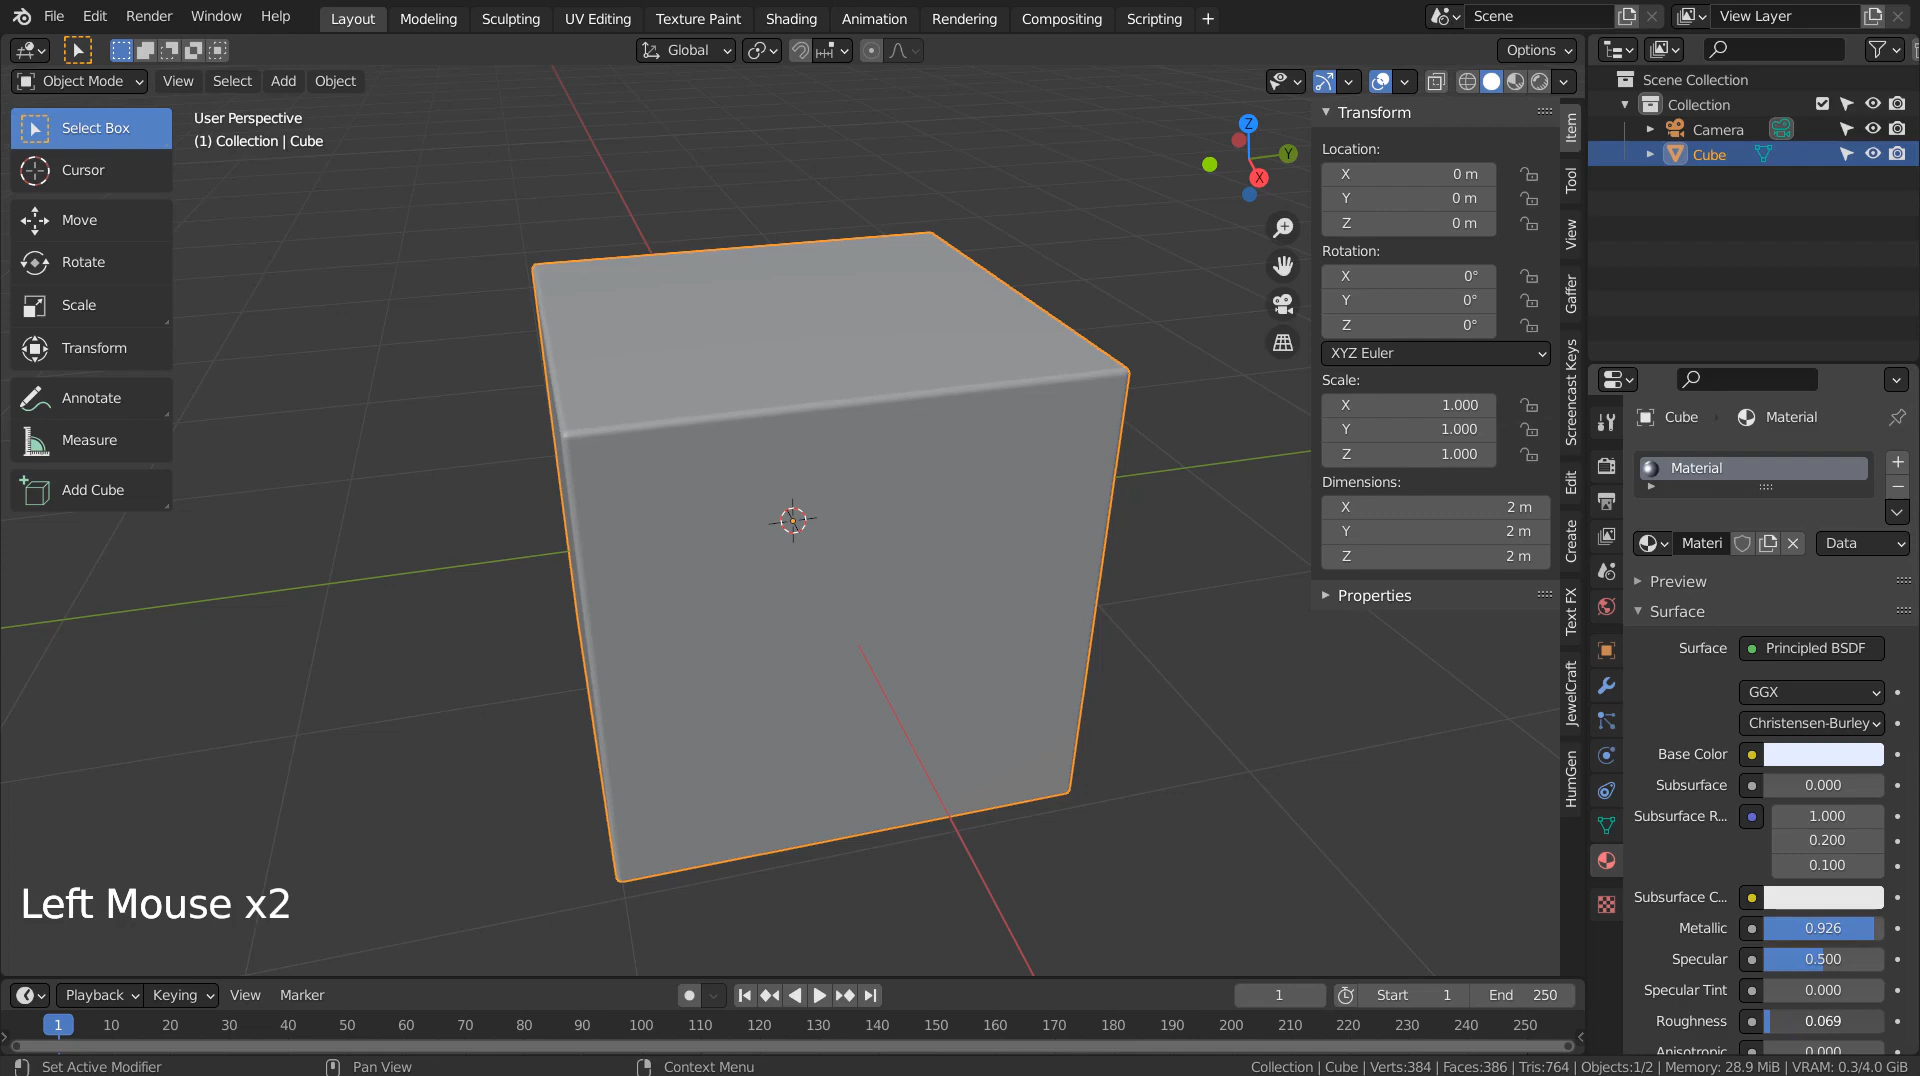 File Edit Render Window Help Layout Modeling Sculpting UV Editing Texture Paint Shading Animation Rendering Compositing Scripting + Scene View Layer
Global Options
Object Mode View Select Add Object
Select Box
Cursor
Move
Rotate
Scale
Transform
Annotate
Measure
Add Cube
User Perspective
(1) Collection | Cube
Z
Y
X
Transform
Location:
X 0 m
Y 0 m
Z 0 m
Rotation:
X 0°
Y 0°
Z 0°
XYZ Euler
Scale:
X 1.000
Y 1.000
Z 1.000
Dimensions:
X 2 m
Y 2 m
Z 2 m
Properties
Item
Tool
View
Gaffer
Screencast Keys
Edit
Create
Text FX
JewelCraft
HumGen
Scene Collection
Collection
Camera
Cube
Cube Material
Material
Materi Data
Preview
Surface
Surface Principled BSDF
GGX
Christensen-Burley
Base Color
Subsurface 0.000
Subsurface R... 1.000
0.200
0.100
Subsurface C...
Metallic 0.926
Specular 0.500
Specular Tint 0.000
Roughness 0.069
Anisotropic 0.000
Left Mouse x2
Playback Keying View Marker 1 Start 1 End 250
1 10 20 30 40 50 60 70 80 90 100 110 120 130 140 150 160 170 180 190 200 210 220 230 240 250
Set Active Modifier Pan View Context Menu Collection | Cube | Verts:384 | Faces:386 | Tris:764 | Objects:1/2 | Memory: 28.9 MiB | VRAM: 0.3/4.0 GiB